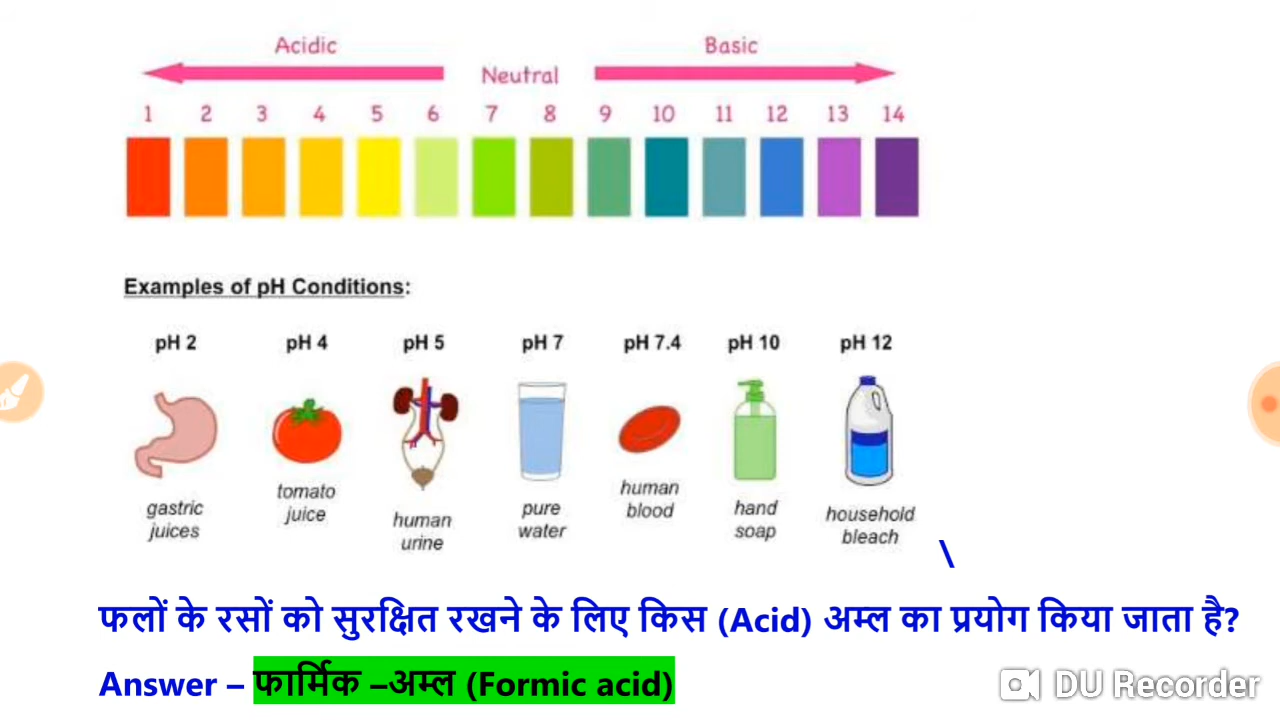 Acidic Basic
Neutral
1 2 3 4 5 6 7 8 9 10 11 12 13 14
Examples of pH Conditions:
pH 2 pH 4 pH 5 pH 7 pH 7.4 pH 10 pH 12
gastric juices
tomato juice
human urine
pure water
human blood
hand soap
household bleach
\
फलों के रसों को सुरक्षित रखने के लिए किस (Acid) अम्ल का प्रयोग किया जाता है?
Answer – फार्मिक –अम्ल (Formic acid)
DU Recorder